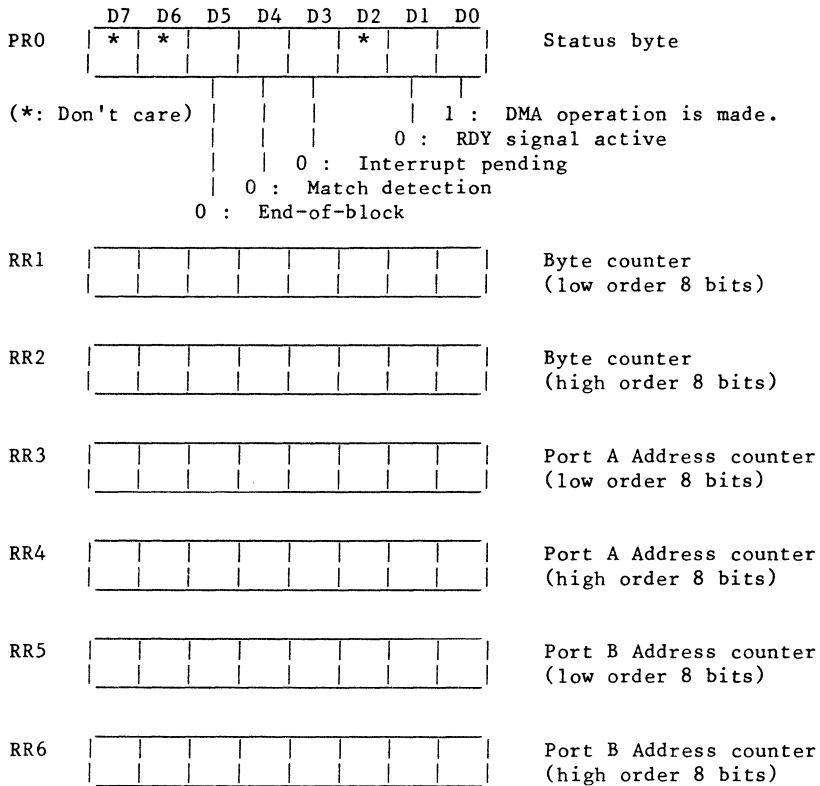 D7 D6 D5 D4 D3 D2 D1 D0
PR0 * * * Status byte
(*: Don't care) 1 : DMA operation is made.
0 : RDY signal active
0 : Interrupt pending
0 : Match detection
0 : End-of-block
RR1 Byte counter
(low order 8 bits)
RR2 Byte counter
(high order 8 bits)
RR3 Port A Address counter
(low order 8 bits)
RR4 Port A Address counter
(high order 8 bits)
RR5 Port B Address counter
(low order 8 bits)
RR6 Port B Address counter
(high order 8 bits)